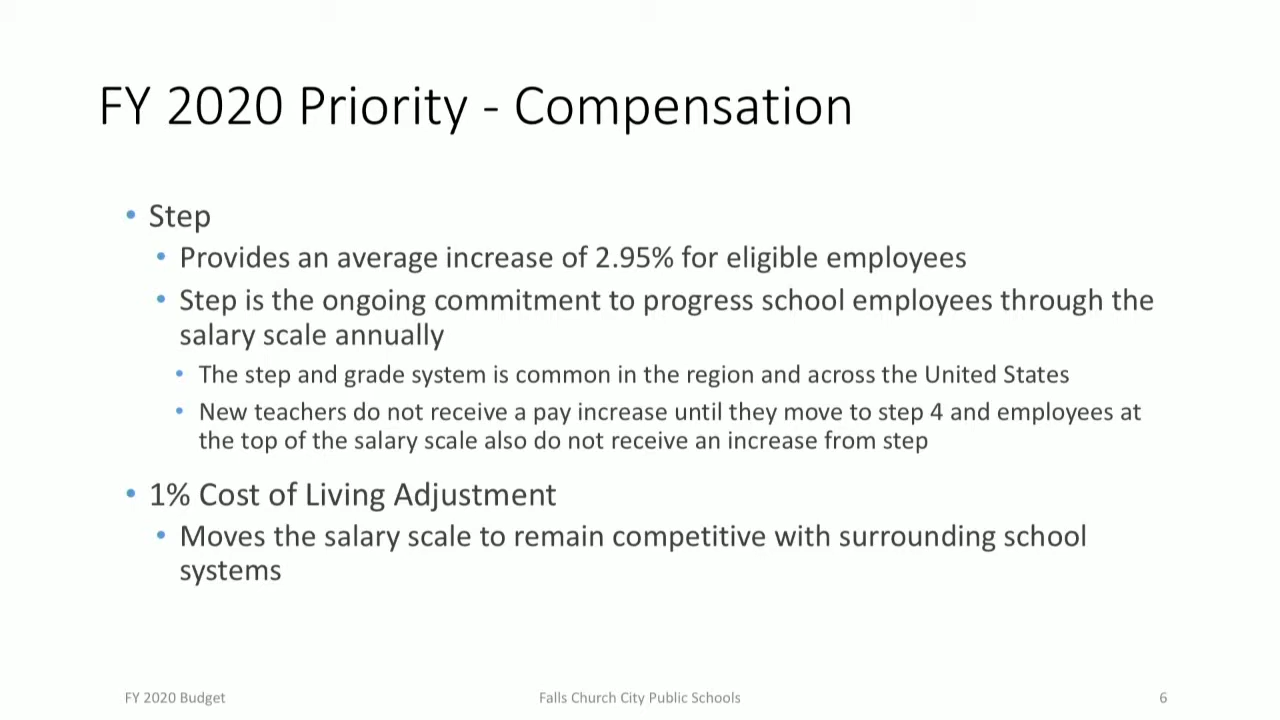 FY 2020 Priority - Compensation
• Step
• Provides an average increase of 2.95% for eligible employees
• Step is the ongoing commitment to progress school employees through the
salary scale annually
• The step and grade system is common in the region and across the United States
• New teachers do not receive a pay increase until they move to step 4 and employees at
the top of the salary scale also do not receive an increase from step
• 1% Cost of Living Adjustment
• Moves the salary scale to remain competitive with surrounding school
systems
FY 2020 Budget
Falls Church City Public Schools
6